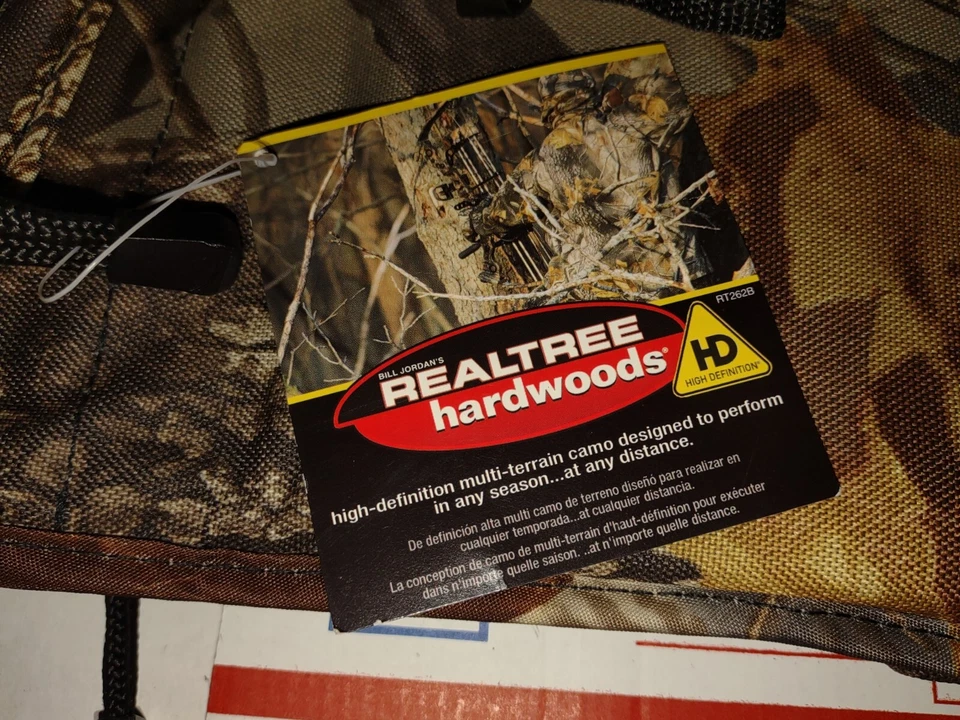 RT262B
BILL JORDAN'S
REALTREE
hardwoods®
HD
HIGH DEFINITION
high-definition multi-terrain camo designed to perform
in any season...at any distance.
De definición alta multi camo de terreno diseñó para realizar en
cualquier temporada...at cualquier distancia.
La conception de camo de multi-terrain d'haut-définition pour exécuter
dans n'importe quelle saison. ..at n'importe quelle distance.